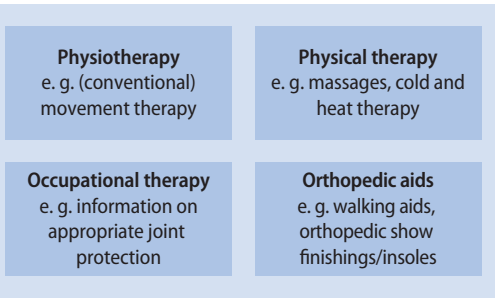 Physiotherapy
e. g. (conventional)
movement therapy
Physical therapy
e. g. massages, cold and
heat therapy
Occupational therapy
e. g. information on
appropriate joint
protection
Orthopedic aids
e. g. walking aids,
orthopedic show
finishings/insoles